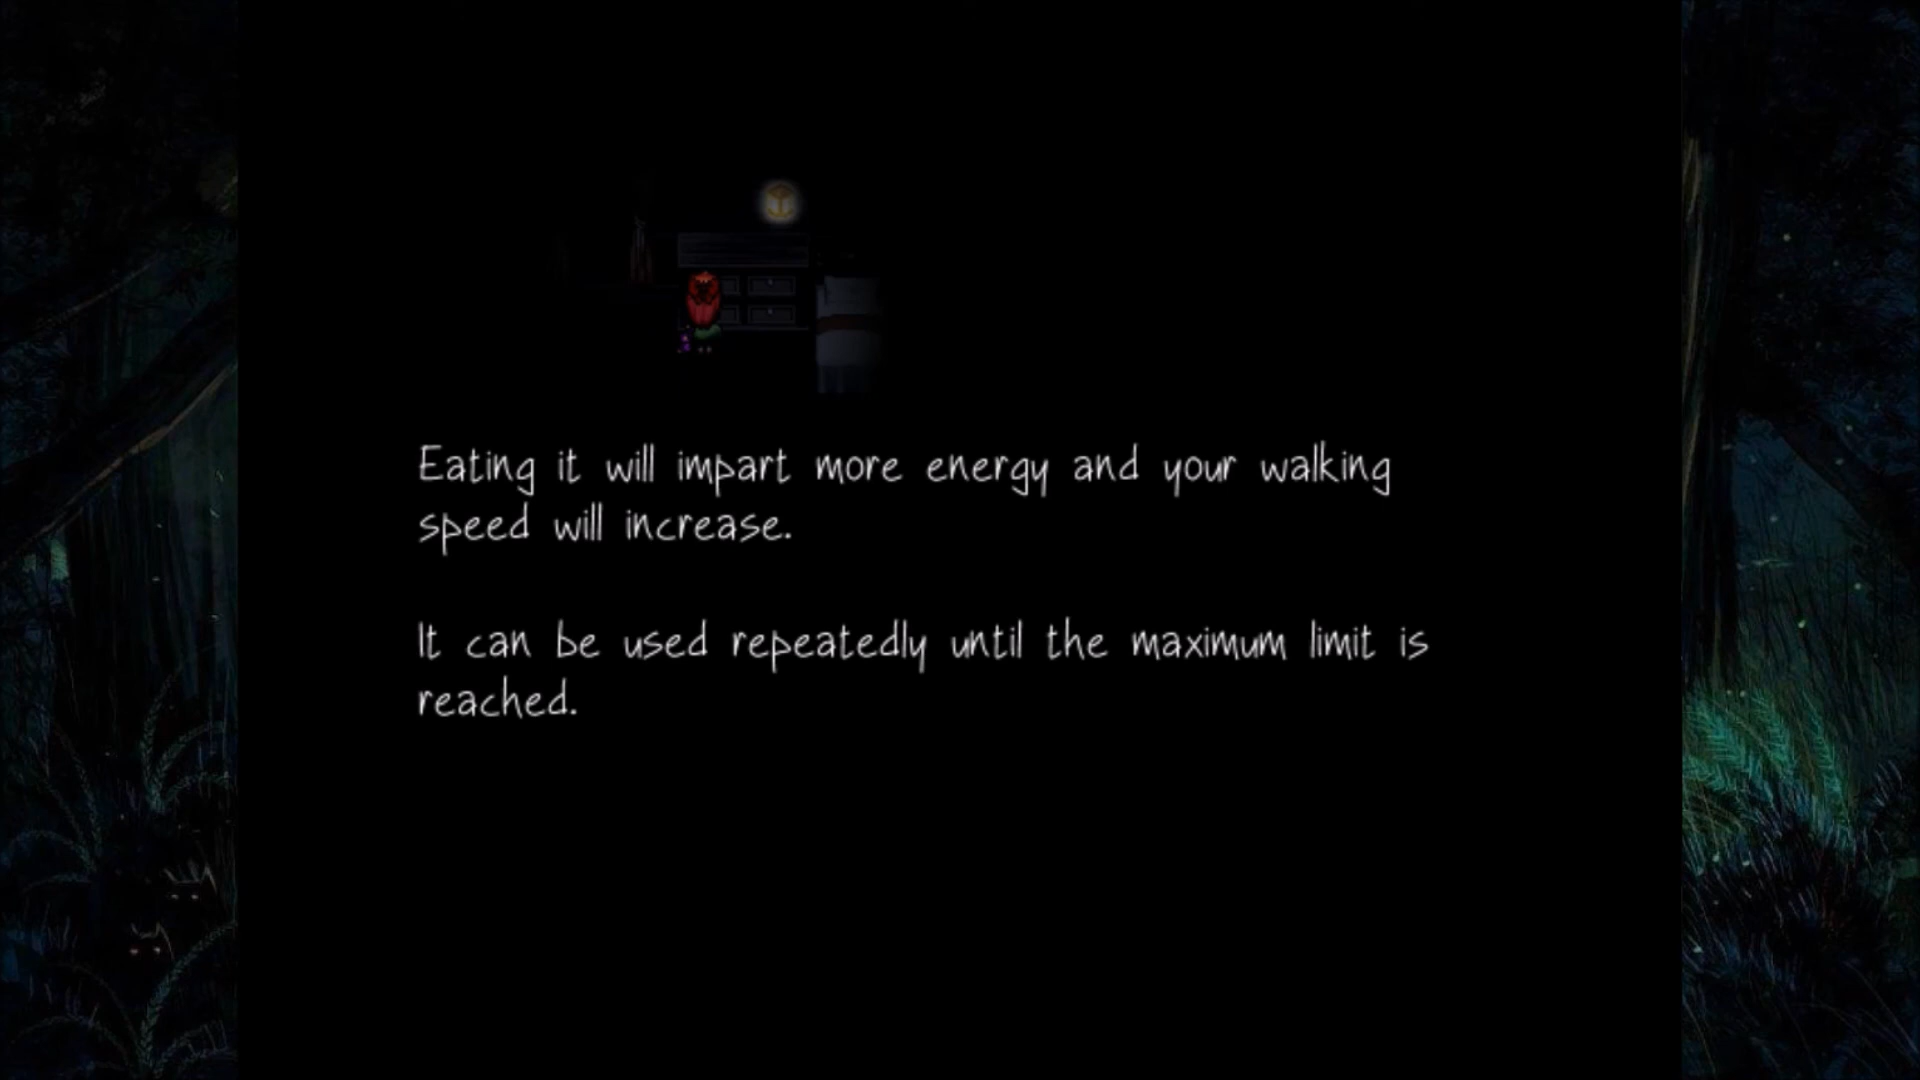 Eating it will impart more energy and your walking
speed will increase.
It can be used repeatedly until the maximum limit is
reached.